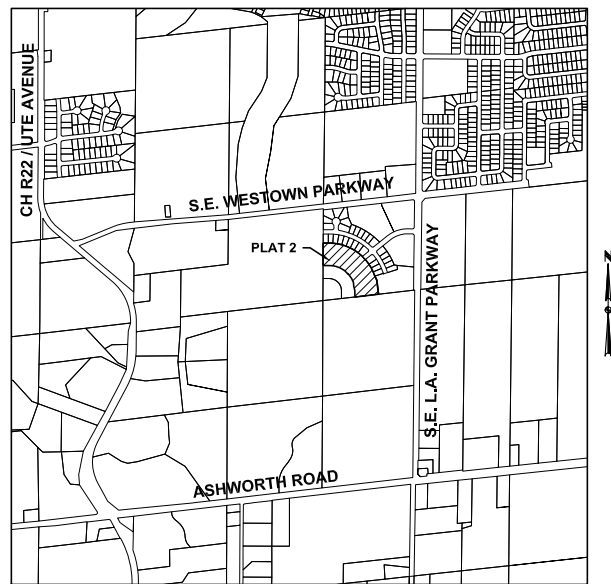 CH R22 / UTE AVENUE
S.E. WESTOWN PARKWAY
PLAT 2
S.E. L.A. GRANT PARKWAY
ASHWORTH ROAD
N